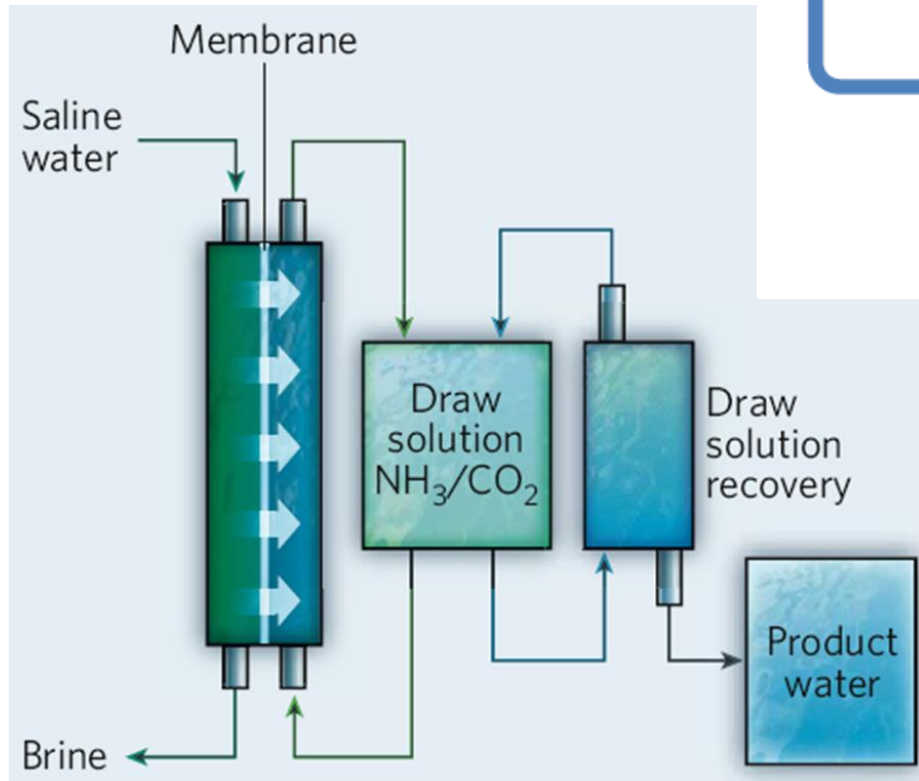 Membrane
Saline
water
Draw
solution
NH₃/CO₂
Draw
solution
recovery
Product
water
Brine